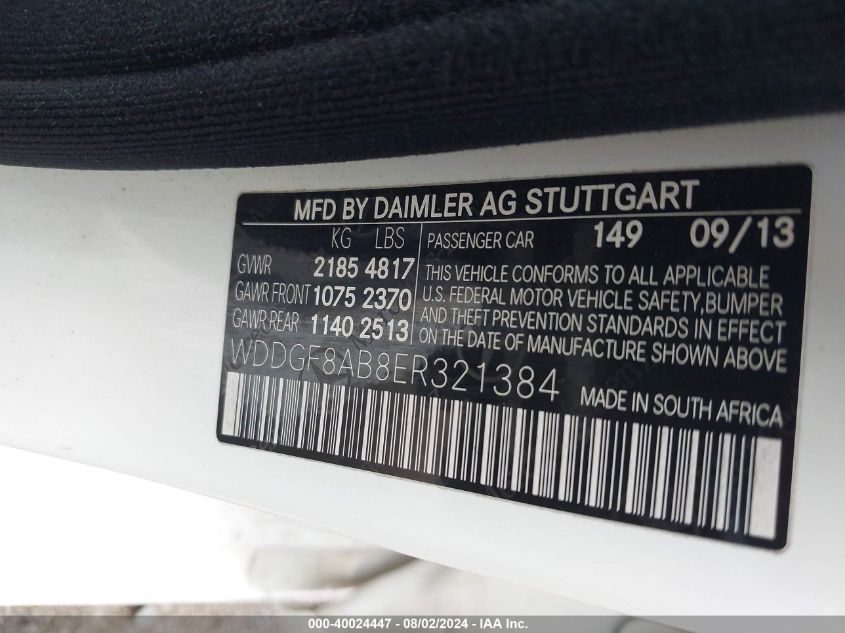 MFD BY DAIMLER AG STUTTGART
KG LBS
GVWR 2185 4817
GAWR FRONT 1075 2370
GAWR REAR 1140 2513
PASSENGER CAR 149 09/13
THIS VEHICLE CONFORMS TO ALL APPLICABLE
U.S. FEDERAL MOTOR VEHICLE SAFETY, BUMPER
AND THEFT PREVENTION STANDARDS IN EFFECT
ON THE DATE OF MANUFACTURE SHOWN ABOVE
WDDGF8AB8ER321384
MADE IN SOUTH AFRICA
000-40024447 - 08/02/2024 - IAA Inc.